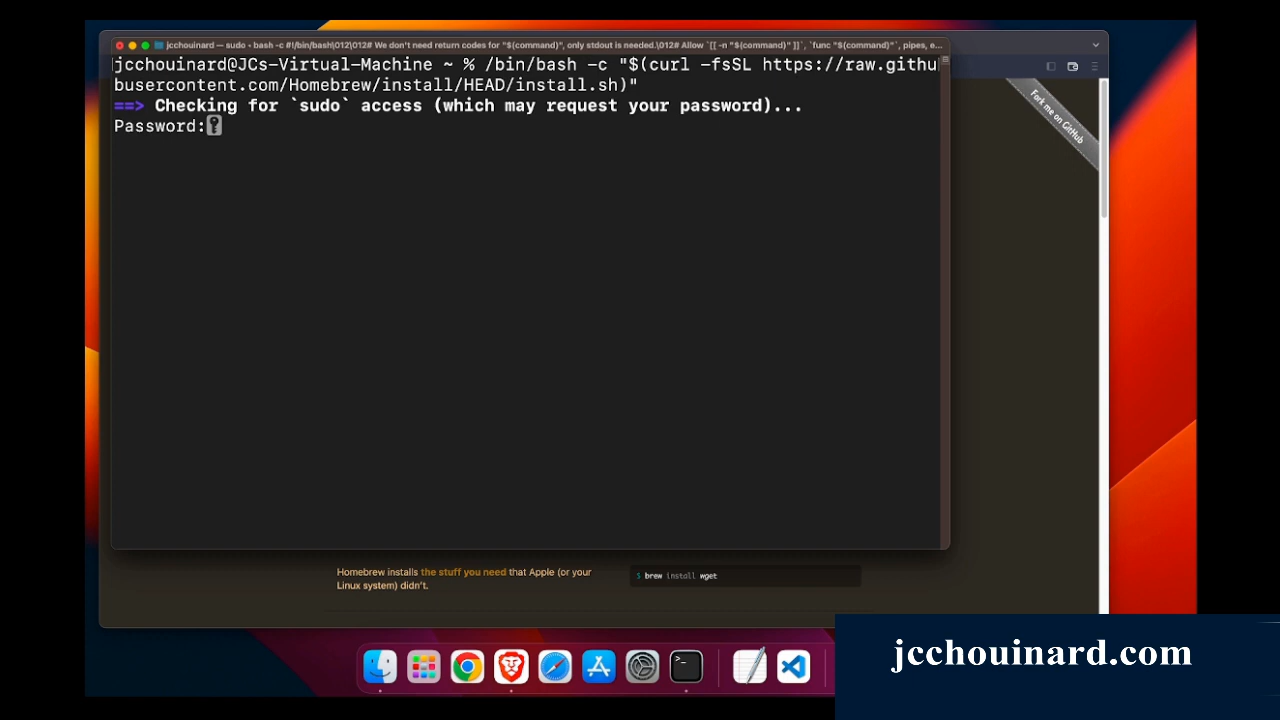 jcchouinard — sudo ‹ bash -c #!/bin/bash\012\012# We don't need return codes for "$(command)", only stdout is needed.\012# Allow `[[ -n "$(command)" ]]`, `func "$(command)"`, pipes, e...
jcchouinard@JCs-Virtual-Machine ~ % /bin/bash -c "$(curl -fsSL https://raw.githu
busercontent.com/Homebrew/install/HEAD/install.sh)"
==> Checking for `sudo` access (which may request your password)...
Password:
Fork me on GitHub
Homebrew installs the stuff you need that Apple (or your
Linux system) didn't.
$ brew install wget
jcchouinard.com